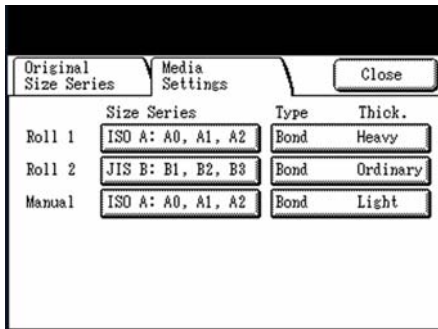 Original
Size Series
Media
Settings
Close
Size Series Type Thick.
Roll 1 ISO A: A0, A1, A2 Bond Heavy
Roll 2 JIS B: B1, B2, B3 Bond Ordinary
Manual ISO A: A0, A1, A2 Bond Light